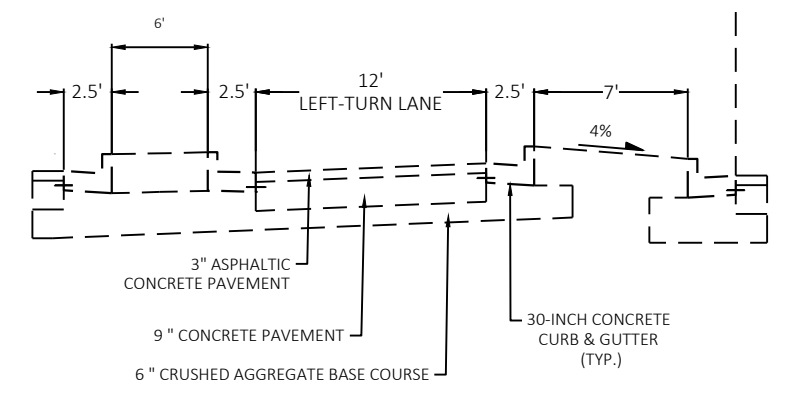 6'
2.5'
2.5'
12'
LEFT-TURN LANE
2.5'
7'
4%
3" ASPHALTIC
CONCRETE PAVEMENT
9 " CONCRETE PAVEMENT
6 " CRUSHED AGGREGATE BASE COURSE
30-INCH CONCRETE
CURB & GUTTER
(TYP.)